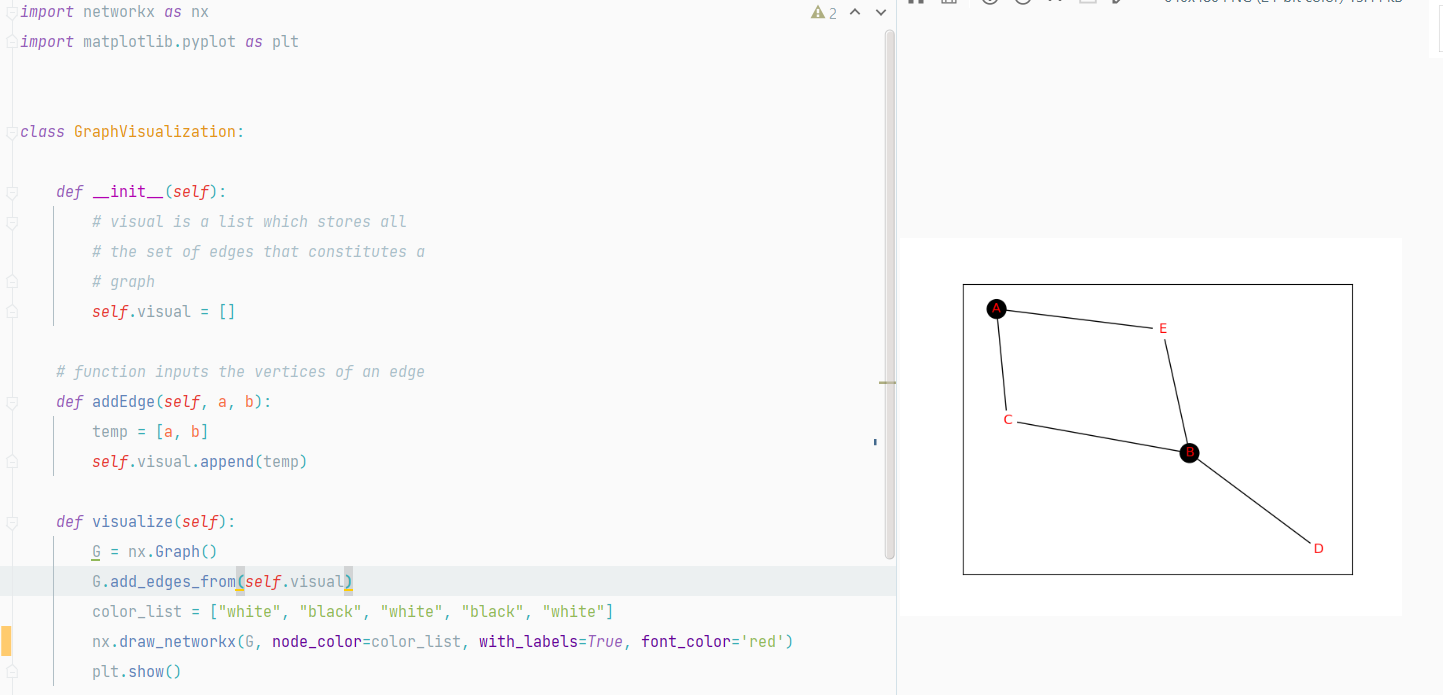 import networkx as nx
2
import matplotlib.pyplot as plt
class GraphVisualization:
def __init__(self):
# visual is a list which stores all
# the set of edges that constitutes a
# graph
self.visual = []
# function inputs the vertices of an edge
def addEdge(self, a, b):
temp = [a, b]
self.visual.append(temp)
def visualize(self):
G = nx.Graph()
G.add_edges_from(self.visual)
color_list = ["white", "black", "white", "black", "white"]
nx.draw_networkx(G, node_color=color_list, with_labels=True, font_color='red')
plt.show()
A
E
C
B
D